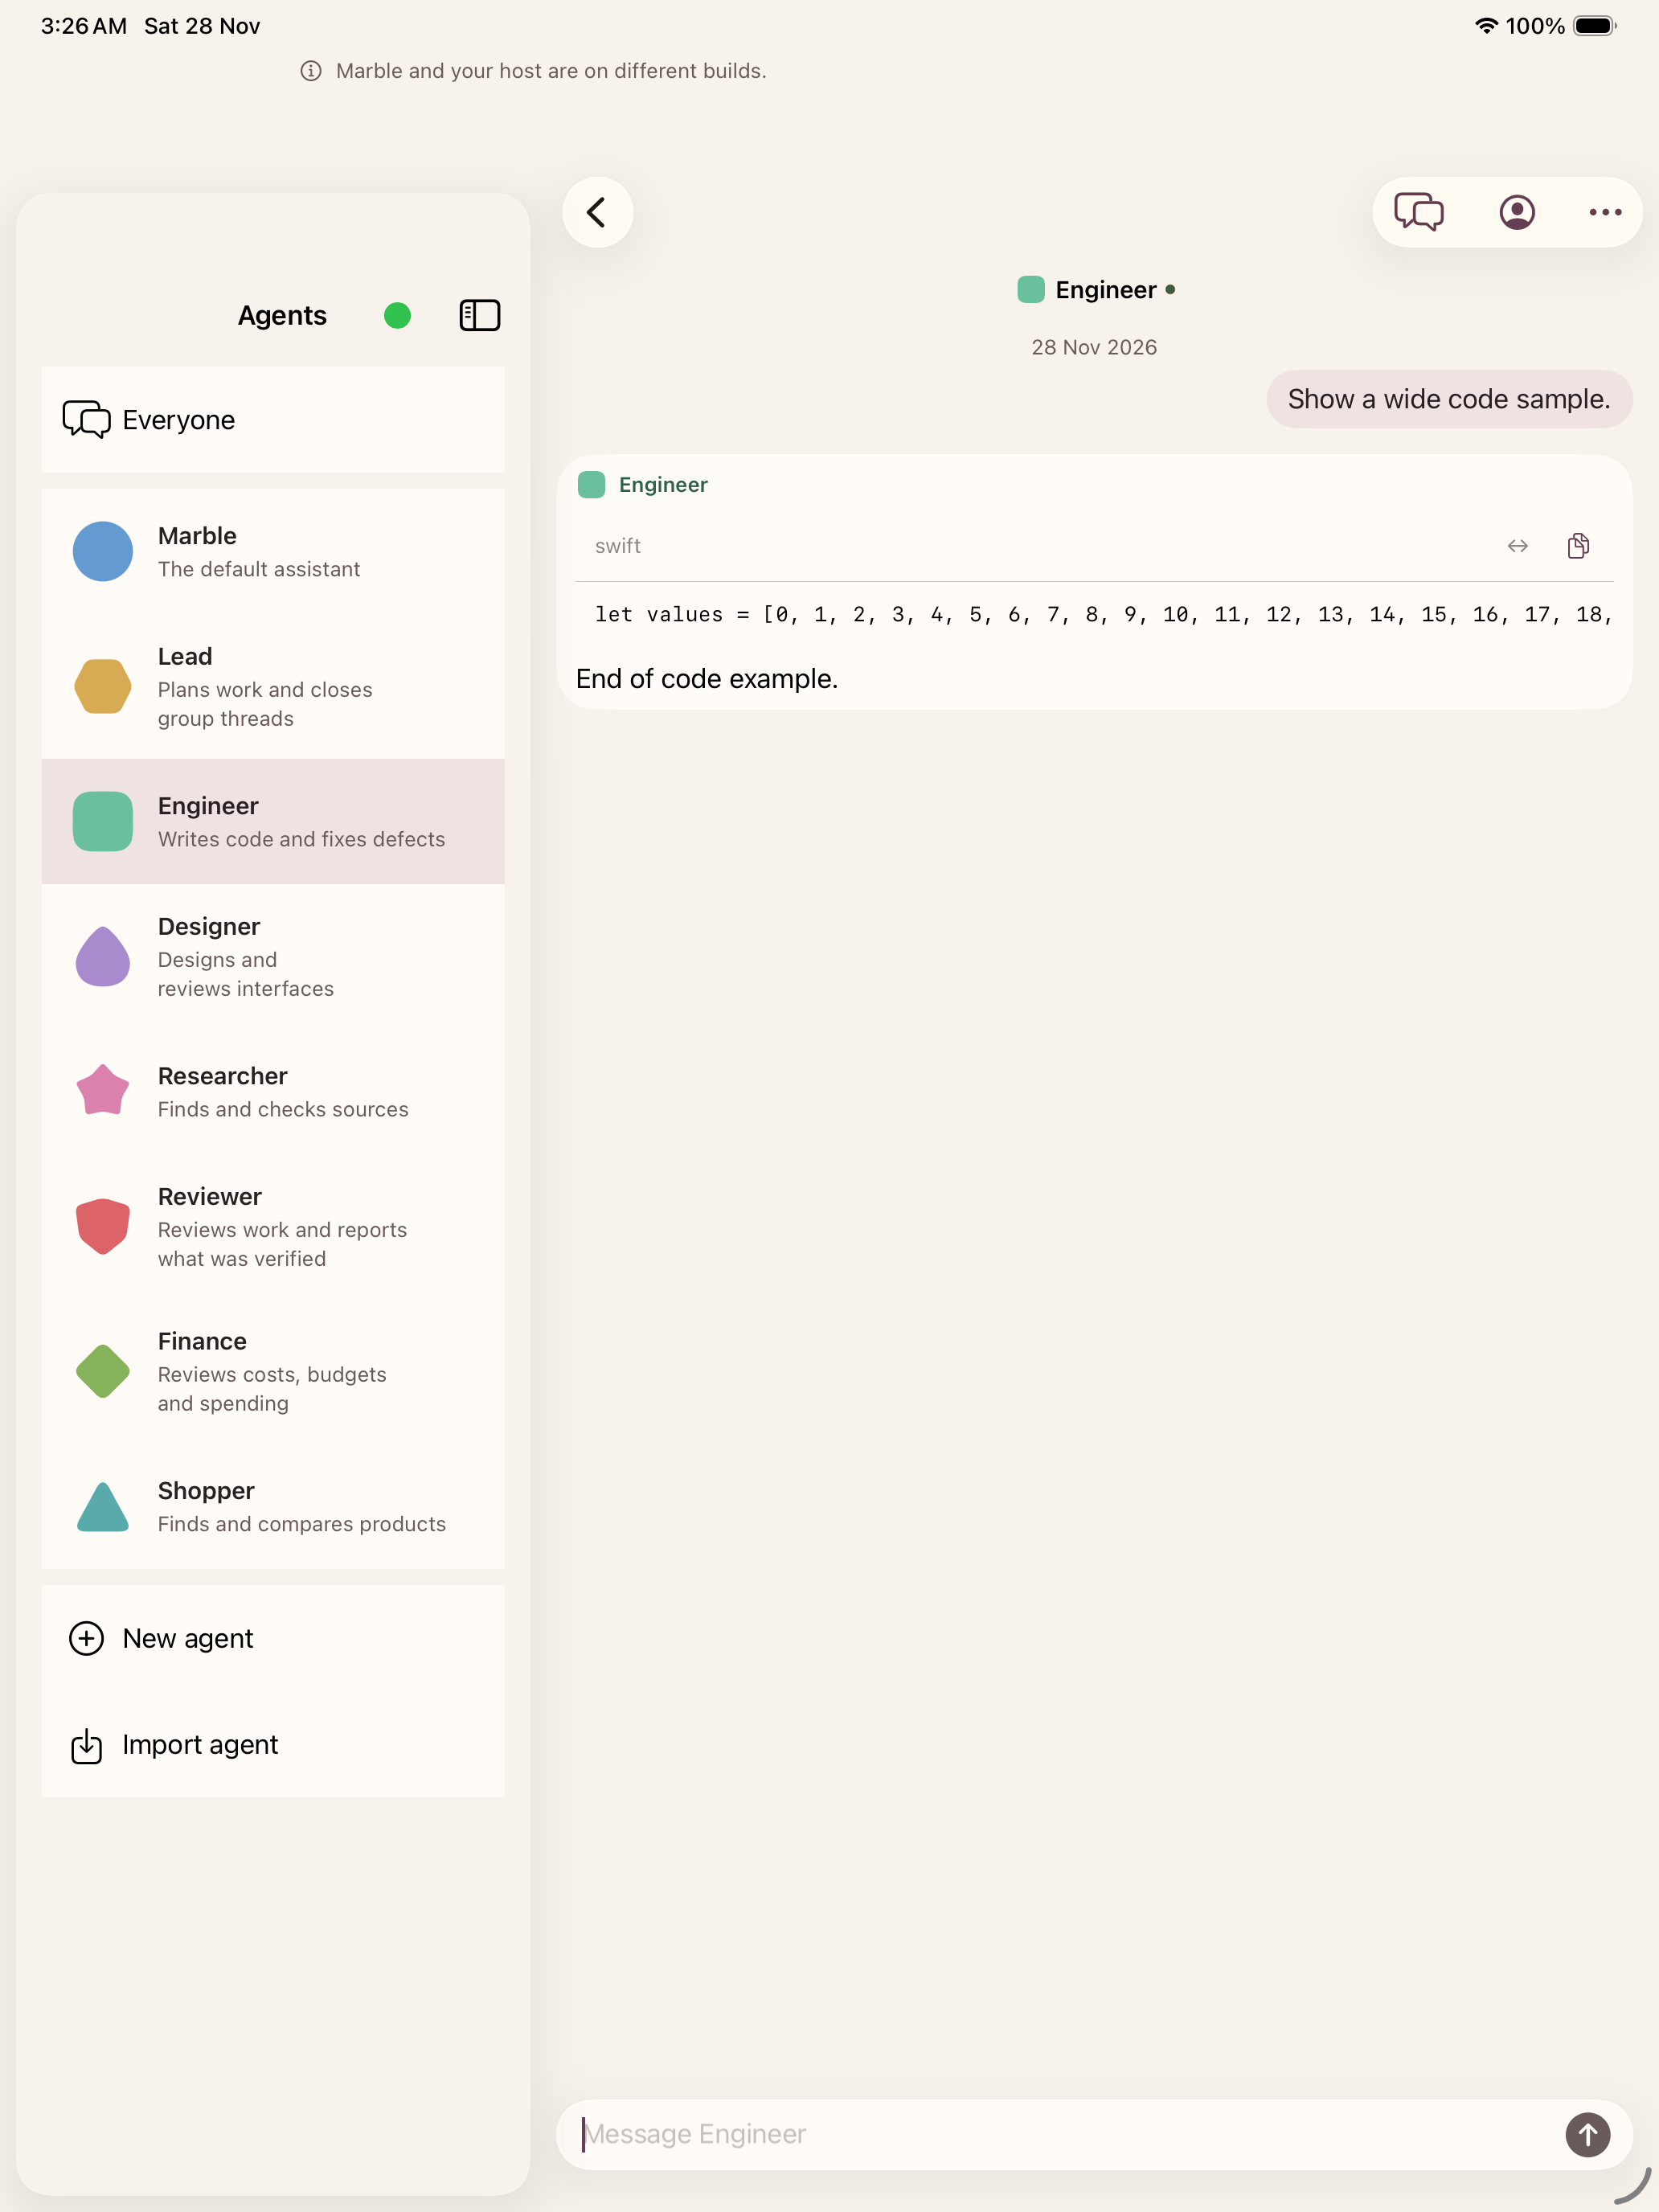 3:26 AM Sat 28 Nov
100%
Marble and your host are on different builds.
Agents
Everyone
Marble
The default assistant
Lead
Plans work and closes
group threads
Engineer
Writes code and fixes defects
Designer
Designs and
reviews interfaces
Researcher
Finds and checks sources
Reviewer
Reviews work and reports
what was verified
Finance
Reviews costs, budgets
and spending
Shopper
Finds and compares products
New agent
Import agent
Engineer
28 Nov 2026
Show a wide code sample.
Engineer
swift
let values = [0, 1, 2, 3, 4, 5, 6, 7, 8, 9, 10, 11, 12, 13, 14, 15, 16, 17, 18,
End of code example.
Message Engineer